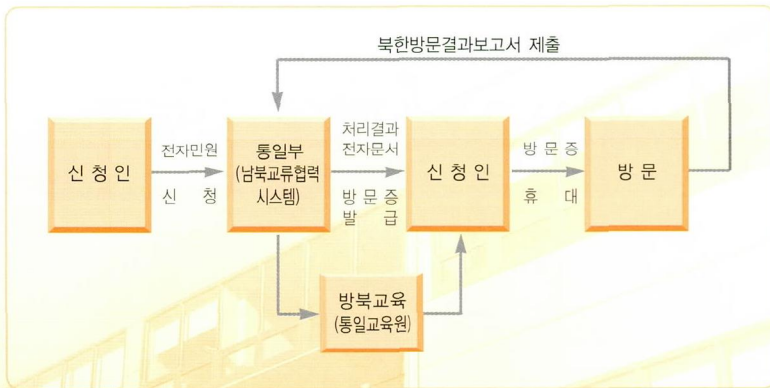 북한방문결과보고서 제출
신 청 인
전자민원
신 청
통일부
(남북교류협력
시스템)
처리결과
전자문서
방 문 증
발 급
신 청 인
방 문 증
휴 대
방 문
방북교육
(통일교육원)